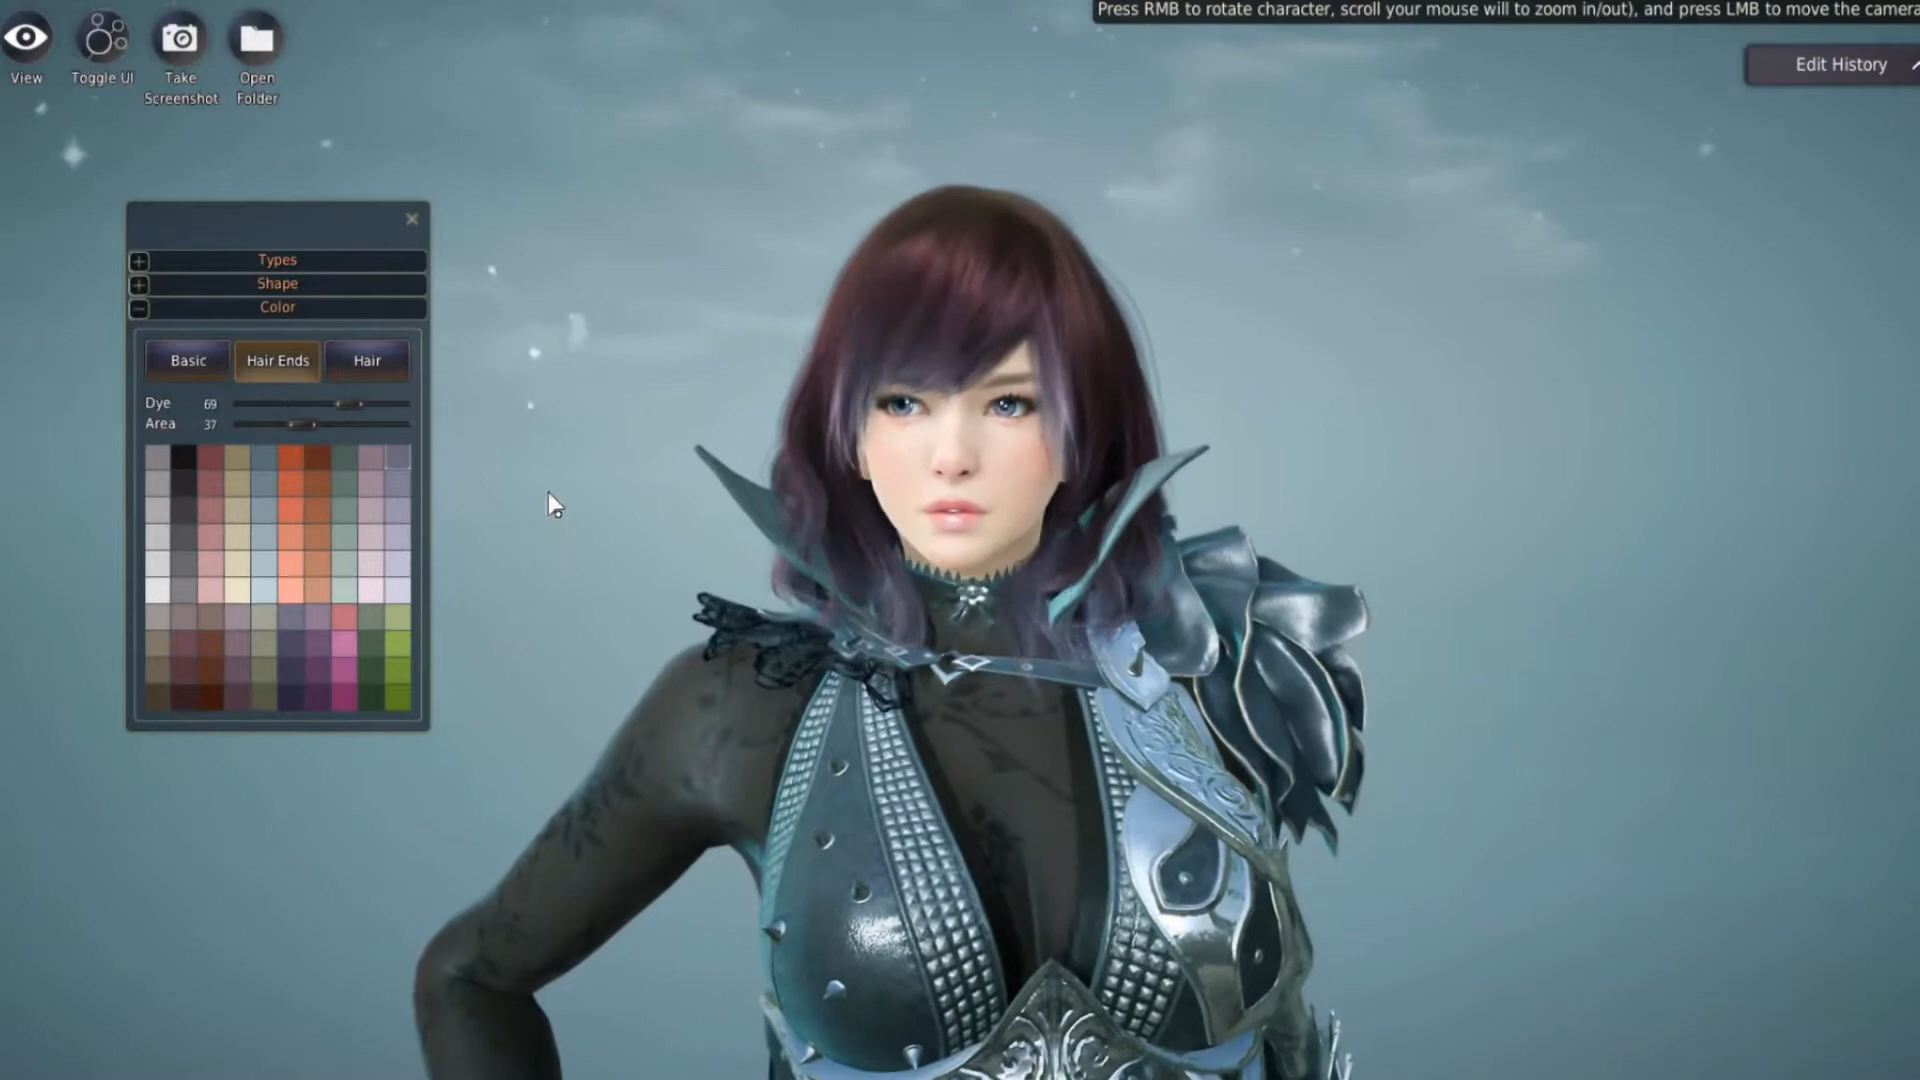 Press RMB to rotate character, scroll your mouse will to zoom in/out), and press LMB to move the camera
View
Toggle UI
Take
Screenshot
Open
Folder
Edit History
Types
Shape
Color
Basic
Hair Ends
Hair
Dye 69
Area 37